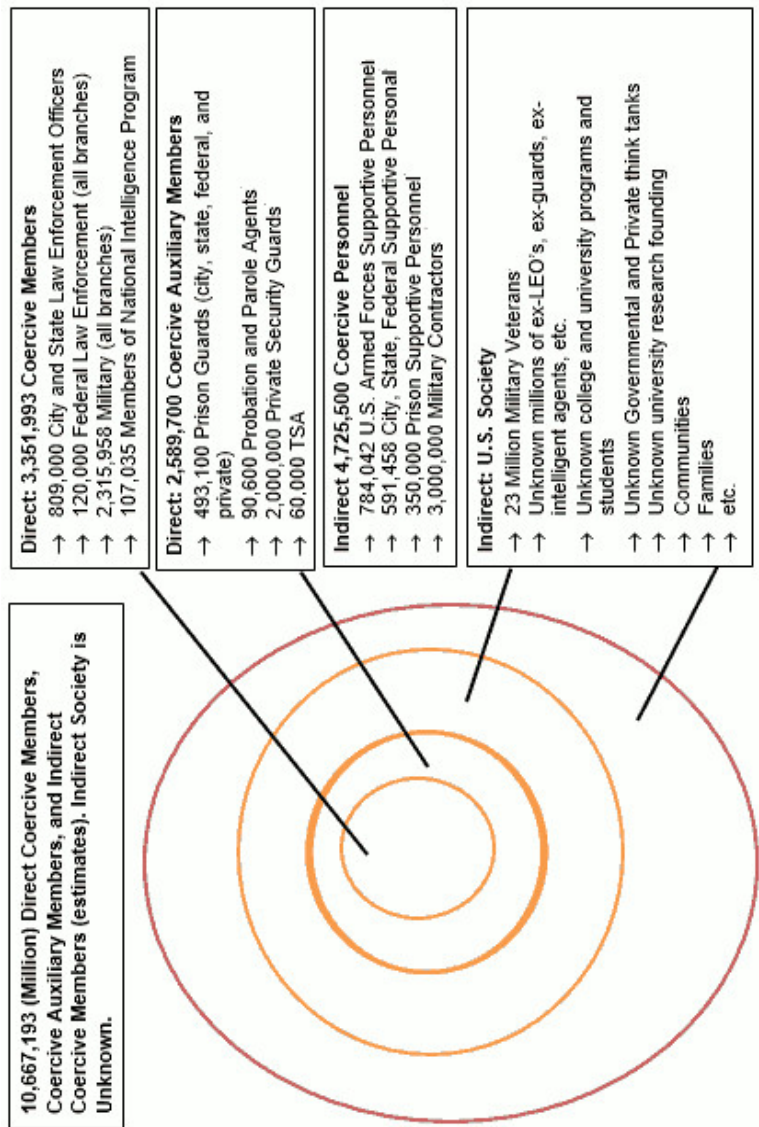 10,667,193 (Million) Direct Coercive Members,
Coercive Auxiliary Members, and Indirect
Coercive Members (estimates). Indirect Society is
Unknown.
Direct: 3,351,993 Coercive Members
→ 809,000 City and State Law Enforcement Officers
→ 120,000 Federal Law Enforcement (all branches)
→ 2,315,958 Military (all branches)
→ 107,035 Members of National Intelligence Program
Direct: 2,589,700 Coercive Auxiliary Members
→ 493,100 Prison Guards (city, state, federal, and
private)
→ 90,600 Probation and Parole Agents
→ 2,000,000 Private Security Guards
→ 60,000 TSA
Indirect 4,725,500 Coercive Personnel
→ 784,042 U.S. Armed Forces Supportive Personnel
→ 591,458 City, State, Federal Supportive Personal
→ 350,000 Prison Supportive Personnel
→ 3,000,000 Military Contractors
Indirect: U.S. Society
→ 23 Million Military Veterans
→ Unknown millions of ex-LEO's, ex-guards, ex-
intelligent agents, etc.
→ Unknown college and university programs and
students
→ Unknown Governmental and Private think tanks
→ Unknown university research founding
→ Communities
→ Families
→ etc.